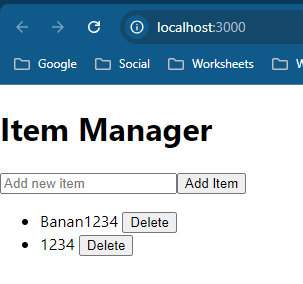 localhost:3000
Google Social Worksheets
Item Manager
Add new item Add Item
Banan1234 Delete
1234 Delete